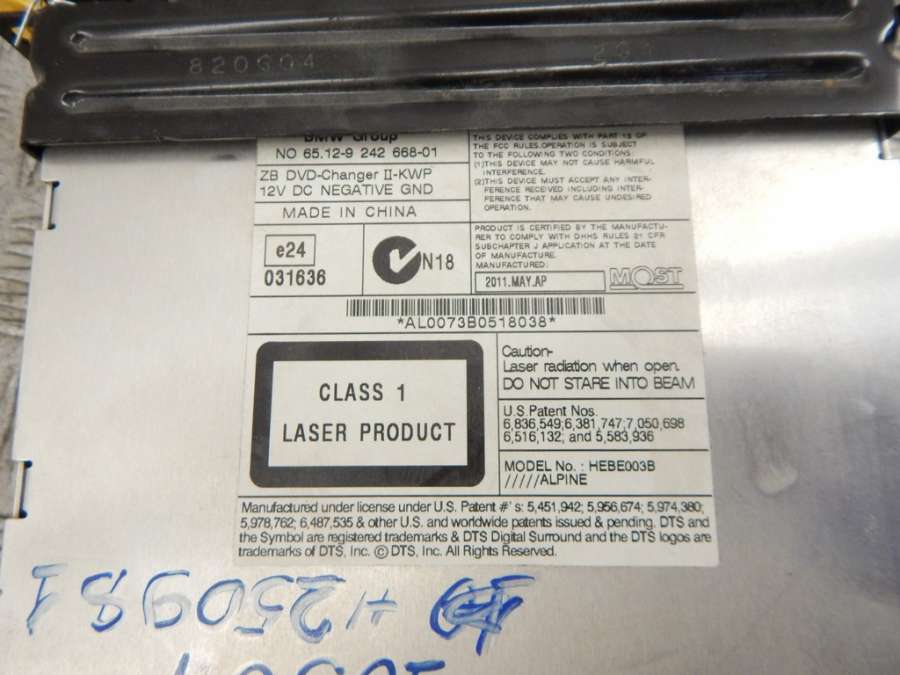 820G04
BMW Group
NO 65.12-9 242 668-01
ZB DVD-Changer II-KWP
12V DC NEGATIVE GND
MADE IN CHINA
THIS DEVICE COMPLIES WITH PART 15 OF
THE FCC RULES.OPERATION IS SUBJECT
TO THE FOLLOWING TWO CONDITIONS:
(1)THIS DEVICE MAY NOT CAUSE HARMFUL
INTERFERENCE.
(2)THIS DEVICE MUST ACCEPT ANY INTER-
FERENCE RECEIVED INCLUDING INTER-
FERENCE THAT MAY CAUSE UNDESIRED
OPERATION.
e24
031636
N18
PRODUCT IS CERTIFIED BY THE MANUFACTU-
RER TO COMPLY WITH DHHS RULES 21 CFR
SUBCHAPTER J APPLICATION AT THE DATE
OF MANUFACTURE.
MANUFACTURED:
2011.MAY.AP
MOST
*AL0073B0518038*
CLASS 1
LASER PRODUCT
Caution-
Laser radiation when open.
DO NOT STARE INTO BEAM
U.S Patent Nos.
6,836,549;6,381,747;7,050,698
6,516,132; and 5,583,936
MODEL No. : HEBE003B
/////ALPINE
Manufactured under license under U.S. Patent #'s: 5,451,942; 5,956,674; 5,974,380;
5,978,762; 6,487,535 & other U.S. and worldwide patents issued & pending. DTS and
the Symbol are registered trademarks & DTS Digital Surround and the DTS logos are
trademarks of DTS, Inc. © DTS, Inc. All Rights Reserved.
H250981